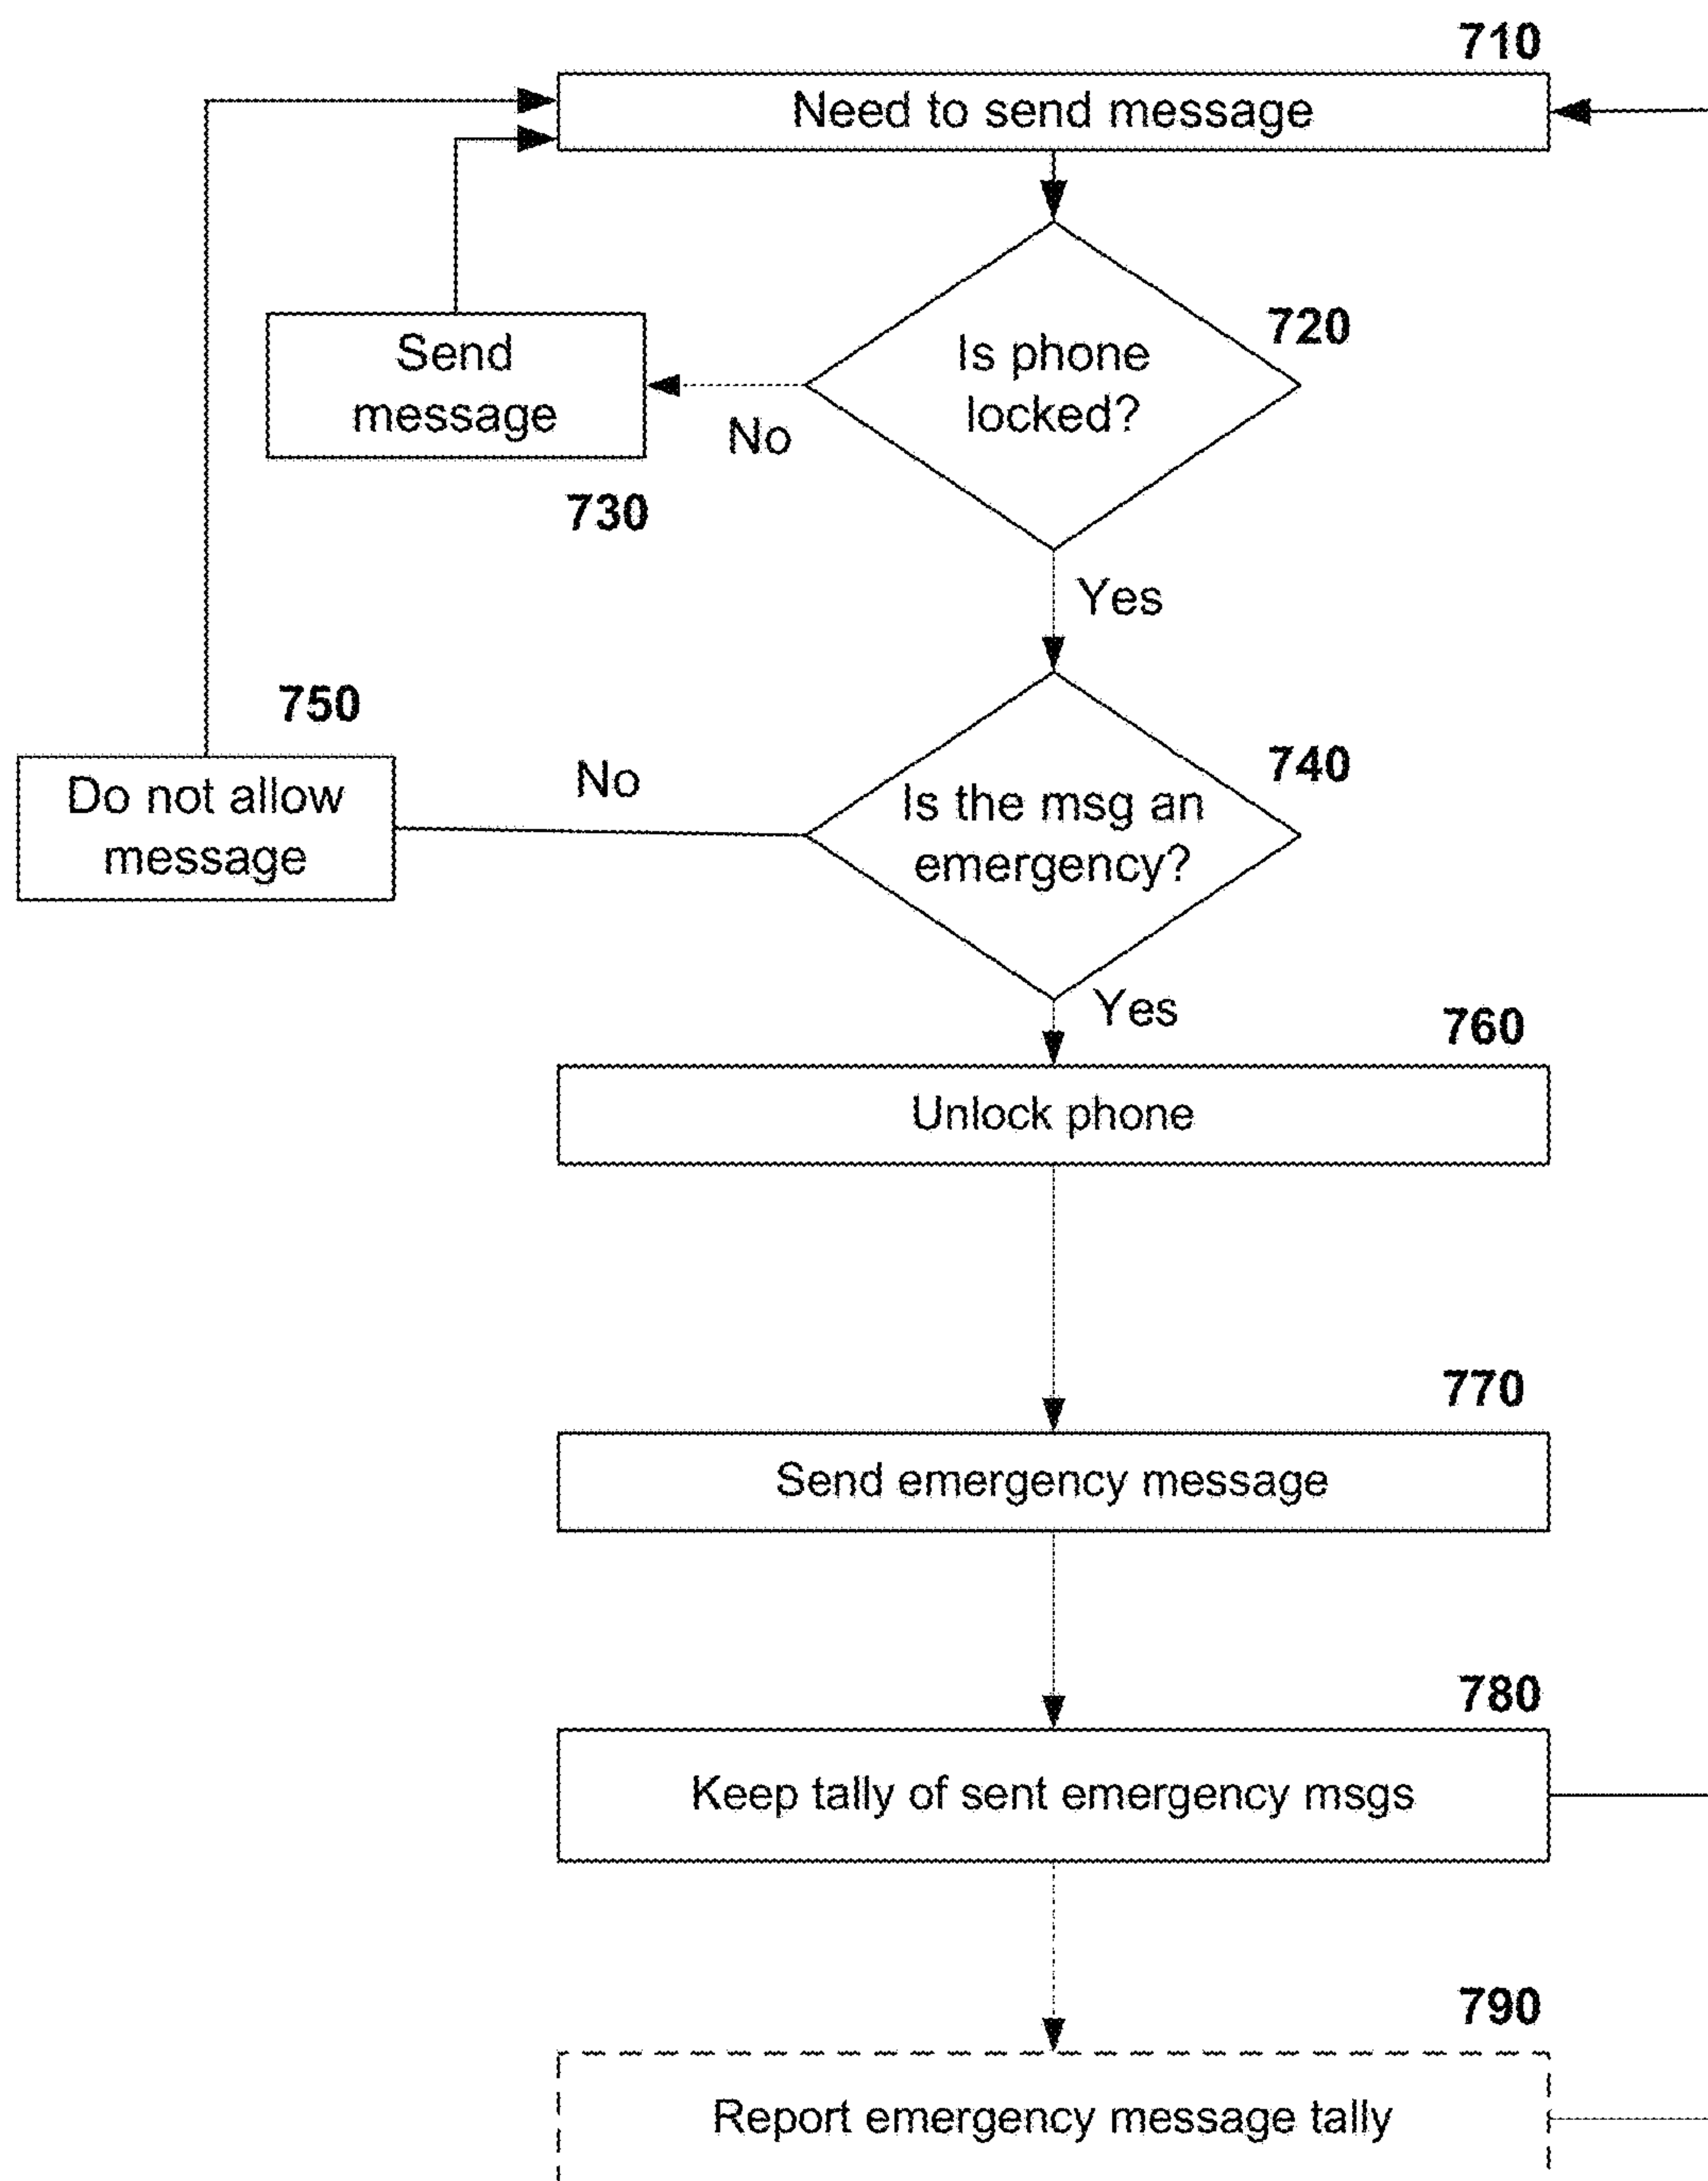 710
Need to send message
720
Is phone
locked?
Send
message
No
730
Yes
750
740
Do not allow
message
No
Is the msg an
emergency?
Yes
760
Unlock phone
770
Send emergency message
780
Keep tally of sent emergency msgs
790
Report emergency message tally